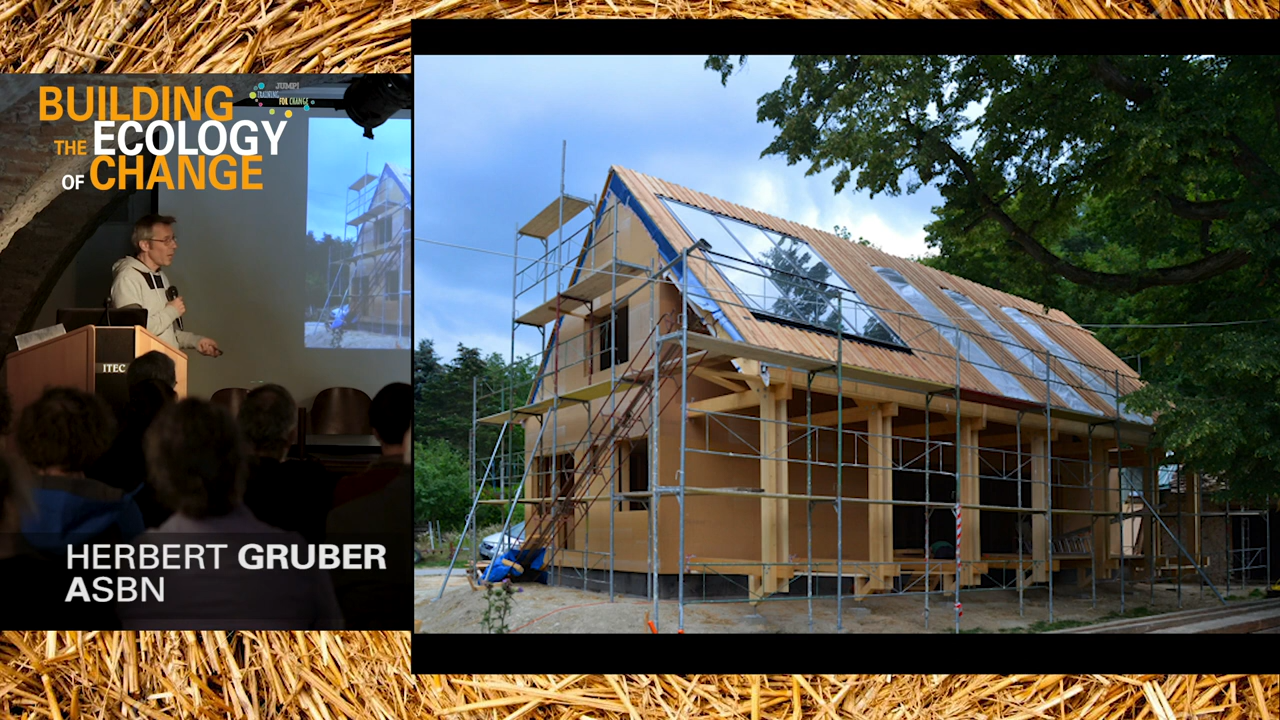 BUILDING
THE ECOLOGY
OF CHANGE
JUMP!
TRAINING
FOR CHANGE
ITEC
HERBERT GRUBER
ASBN